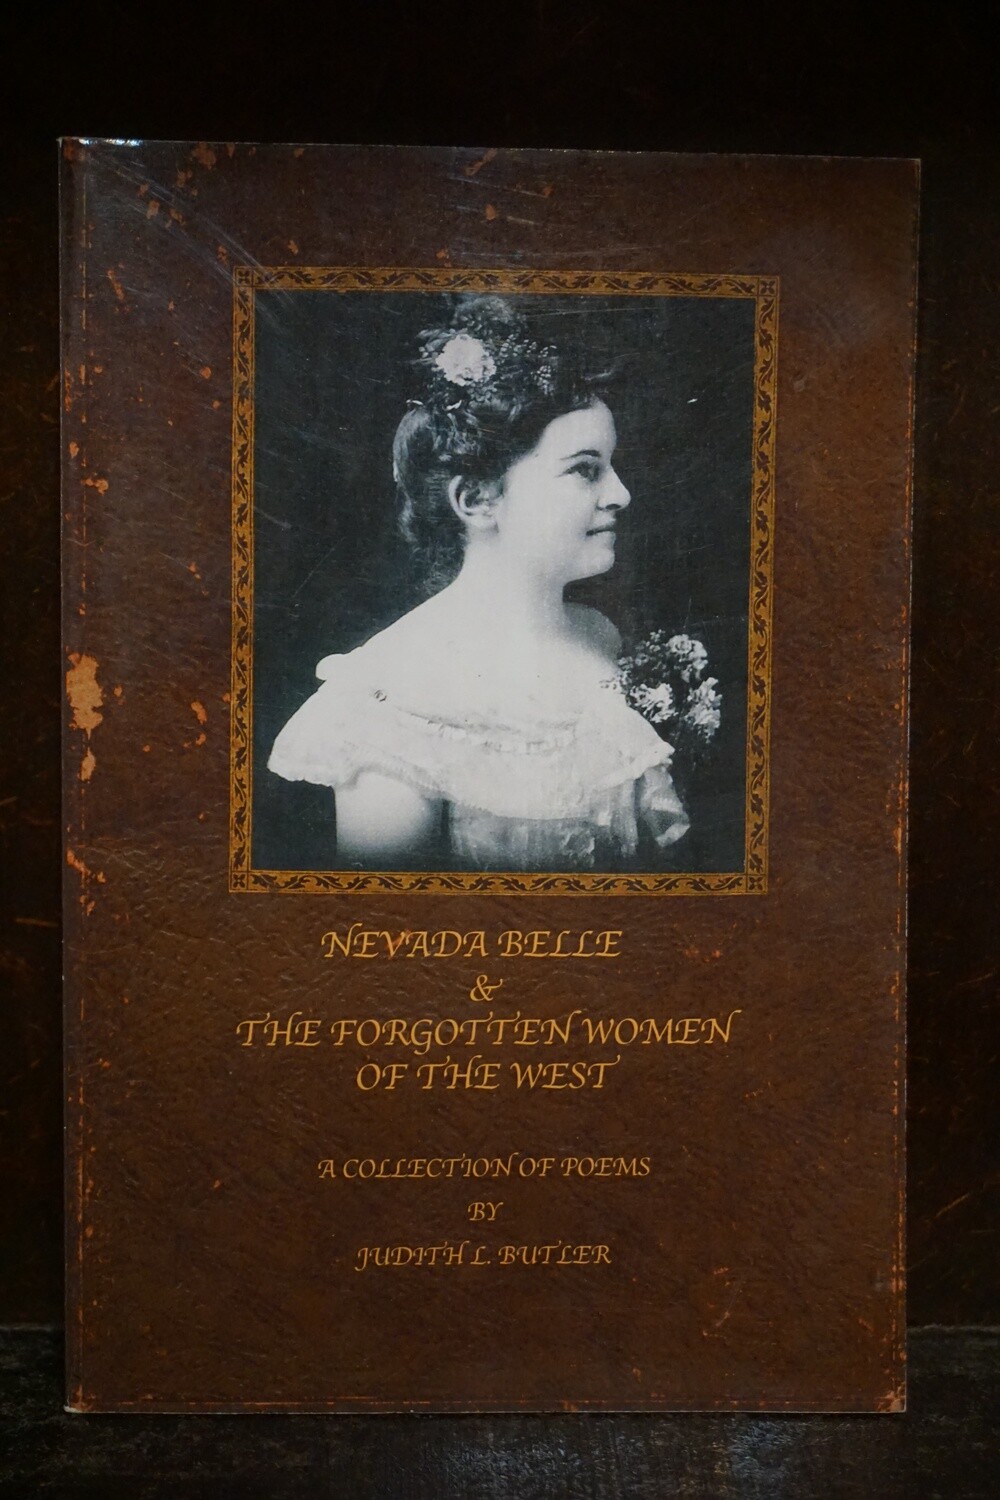 NEVADA BELLE
&
THE FORGOTTEN WOMEN
OF THE WEST
A COLLECTION OF POEMS
BY
JUDITH L. BUTLER